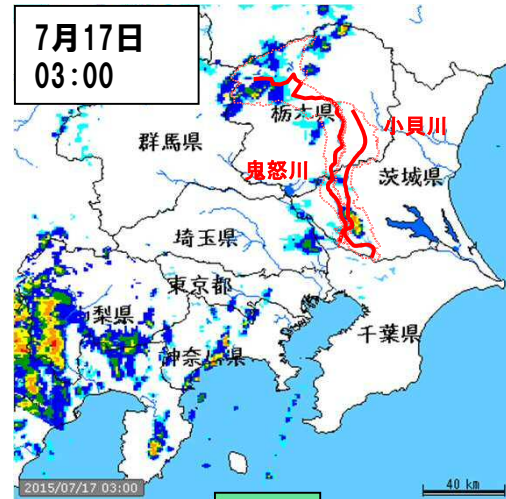 7月17日
03:00
栃木県
小貝川
群馬県
鬼怒川
茨城県
埼玉県
東京都
梨県
千葉県
神奈川県
2015/07/17 03:00
40 km